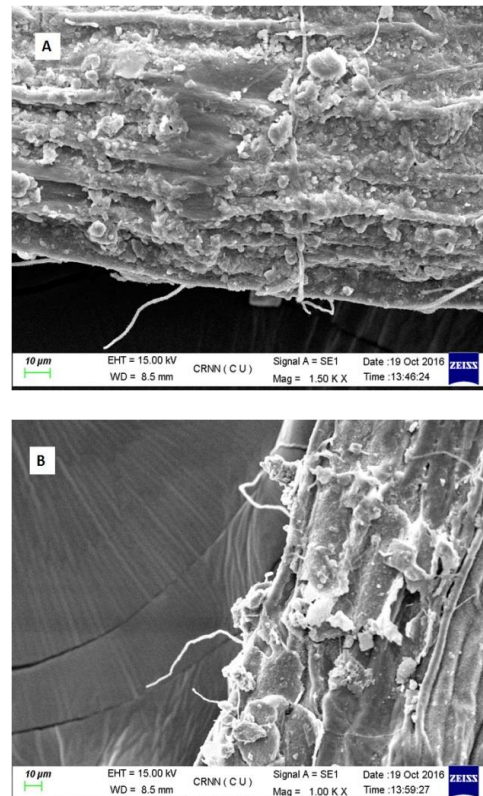 A
10 µm
EHT = 15.00 kV
WD = 8.5 mm
CRNN ( C U )
Signal A = SE1
Mag = 1.50 K X
Date :19 Oct 2016
Time :13:46:24
ZEISS
B
10 µm
EHT = 15.00 kV
WD = 8.5 mm
CRNN ( C U )
Signal A = SE1
Mag = 1.00 K X
Date :19 Oct 2016
Time :13:59:27
ZEISS